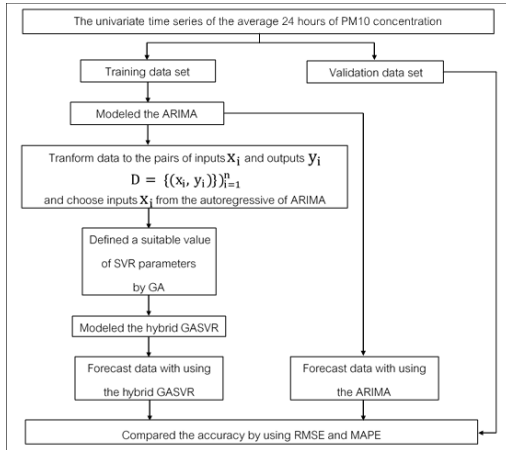 The univariate time series of the average 24 hours of PM10 concentration
Training data set
Validation data set
Modeled the ARIMA
Tranform data to the pairs of inputs xᵢ and outputs yᵢ
D = {(xᵢ, yᵢ)})ⁿᵢ₌₁
and choose inputs xᵢ from the autoregressive of ARIMA
Defined a suitable value
of SVR parameters
by GA
Modeled the hybrid GASVR
Forecast data with using
the hybrid GASVR
Forecast data with using
the ARIMA
Compared the accuracy by using RMSE and MAPE